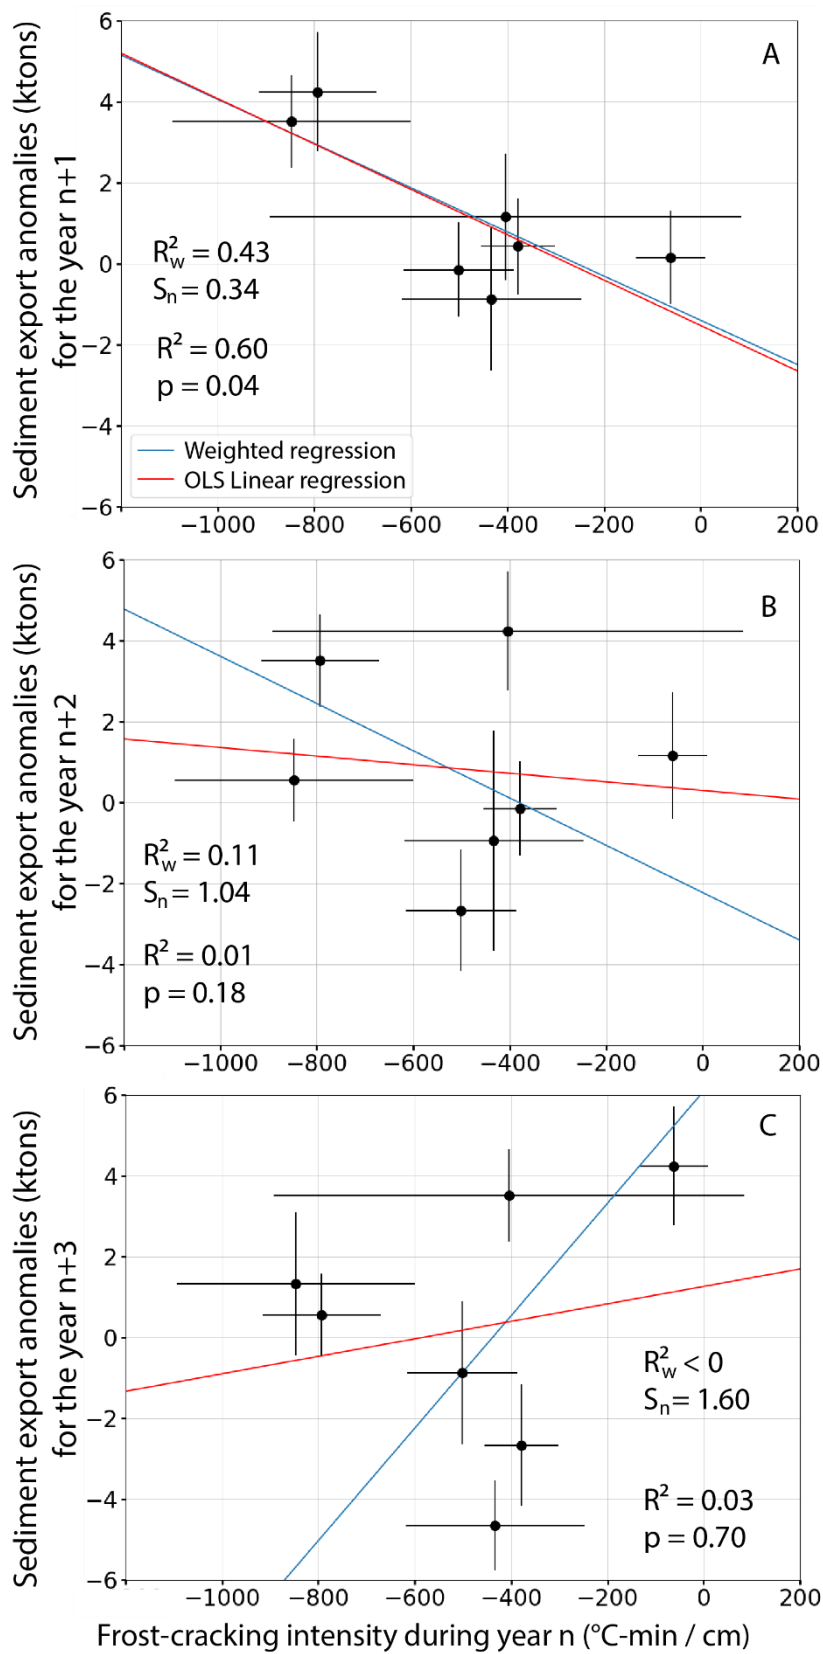 Sediment export anomalies (ktons)
for the year n+1
6
4
2
0
−2
−4
−6
A
R²w = 0.43
Sn = 0.34
R² = 0.60
p = 0.04
Weighted regression
OLS Linear regression
−1000 −800 −600 −400 −200 0 200
Sediment export anomalies (ktons)
for the year n+2
6
4
2
0
−2
−4
−6
B
R²w = 0.11
Sn = 1.04
R² = 0.01
p = 0.18
−1000 −800 −600 −400 −200 0 200
Sediment export anomalies (ktons)
for the year n+3
6
4
2
0
−2
−4
−6
C
R²w < 0
Sn = 1.60
R² = 0.03
p = 0.70
−1000 −800 −600 −400 −200 0 200
Frost-cracking intensity during year n (°C-min / cm)